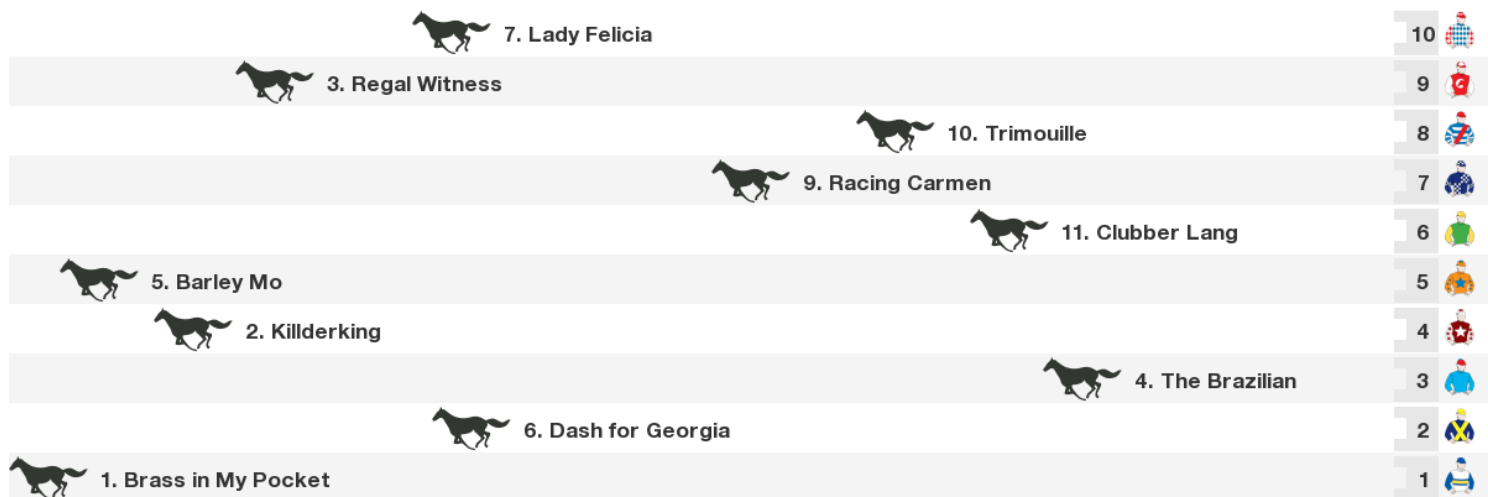 7. Lady Felicia 10
3. Regal Witness 9
10. Trimouille 8
9. Racing Carmen 7
11. Clubber Lang 6
5. Barley Mo 5
2. Killderking 4
4. The Brazilian 3
6. Dash for Georgia 2
1. Brass in My Pocket 1